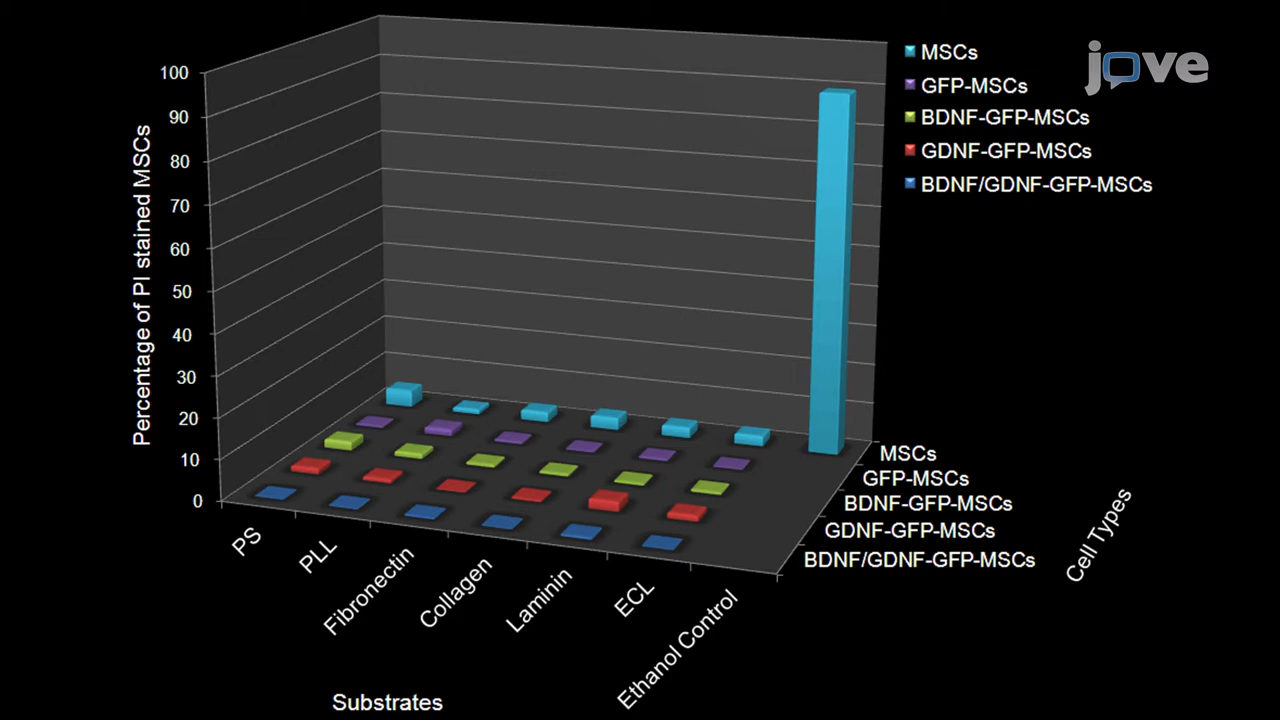 jove
MSCs
GFP-MSCs
BDNF-GFP-MSCs
GDNF-GFP-MSCs
BDNF/GDNF-GFP-MSCs
Percentage of PI stained MSCs
100
90
80
70
60
50
40
30
20
10
0
PS
PLL
Fibronectin
Collagen
Laminin
ECL
Ethanol Control
Substrates
MSCs
GFP-MSCs
BDNF-GFP-MSCs
GDNF-GFP-MSCs
BDNF/GDNF-GFP-MSCs
Cell Types